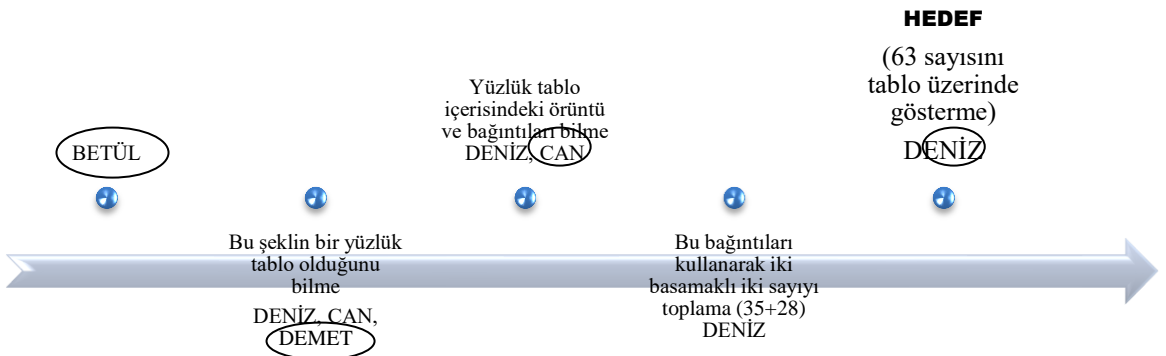 BETÜL
Bu şeklin bir yüzlük
tablo olduğunu
bilme
DENİZ, CAN,
DEMET
Yüzlük tablo
içerisindeki örüntü
ve bağıntıları bilme
DENİZ, CAN
Bu bağıntıları
kullanarak iki
basamaklı iki sayıyı
toplama (35+28)
DENİZ
HEDEF
(63 sayısını
tablo üzerinde
gösterme)
DENİZ